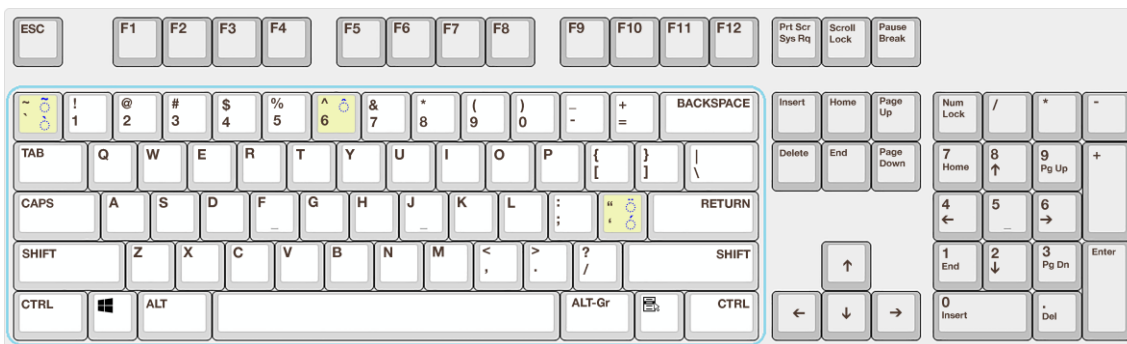 ESC F1 F2 F3 F4 F5 F6 F7 F8 F9 F10 F11 F12 Prt Scr Scroll Pause
Sys Rq Lock Break
~ ◌̃ ! @ # $ % ^ ◌̂ & * ( ) _ + BACKSPACE Insert Home Page Num / * -
` ◌̀ 1 2 3 4 5 6 7 8 9 0 - = Up Lock
TAB Q W E R T Y U I O P { } | Delete End Page 7 8 9 +
[ ] \ Down Home ↑ Pg Up
CAPS A S D F G H J K L : “ ◌̈ RETURN 4 5 6
_ _ ; ‘ ◌́ ← _ →
SHIFT Z X C V B N M < > ? SHIFT ↑ 1 2 3 Enter
, . / End ↓ Pg Dn
CTRL ALT ALT-Gr CTRL ← ↓ → 0 .
Insert Del